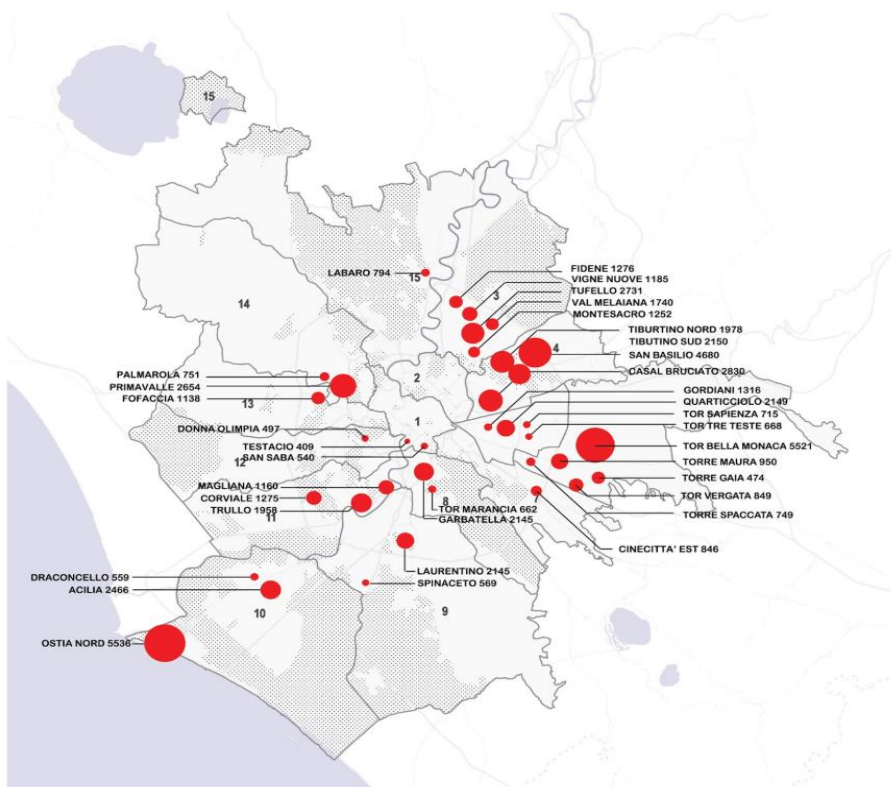 15
LABARO 794
15
FIDENE 1276
VIGNE NUOVE 1185
3
TUFELLO 2731
VAL MELAIANA 1740
MONTESACRO 1252
14
TIBURTINO NORD 1978
TIBUTINO SUD 2150
4
SAN BASILIO 4680
CASAL BRUCIATO 2830
2
PALMAROLA 751
PRIMAVALLE 2654
FOFACCIA 1138
13
GORDIANI 1316
QUARTICCIOLO 2149
TOR SAPIENZA 715
TOR TRE TESTE 668
1
DONNA OLIMPIA 497
TESTACIO 409
SAN SABA 540
12
TOR BELLA MONACA 5521
TORRE MAURA 950
TORRE GAIA 474
TOR VERGATA 849
TORRE SPACCATA 749
MAGLIANA 1160
CORVIALE 1275
TRULLO 1958
11
8
TOR MARANCIA 662
GARBATELLA 2145
CINECITTA' EST 846
LAURENTINO 2145
SPINACETO 569
DRACONCELLO 559
ACILIA 2466
10
9
OSTIA NORD 5536